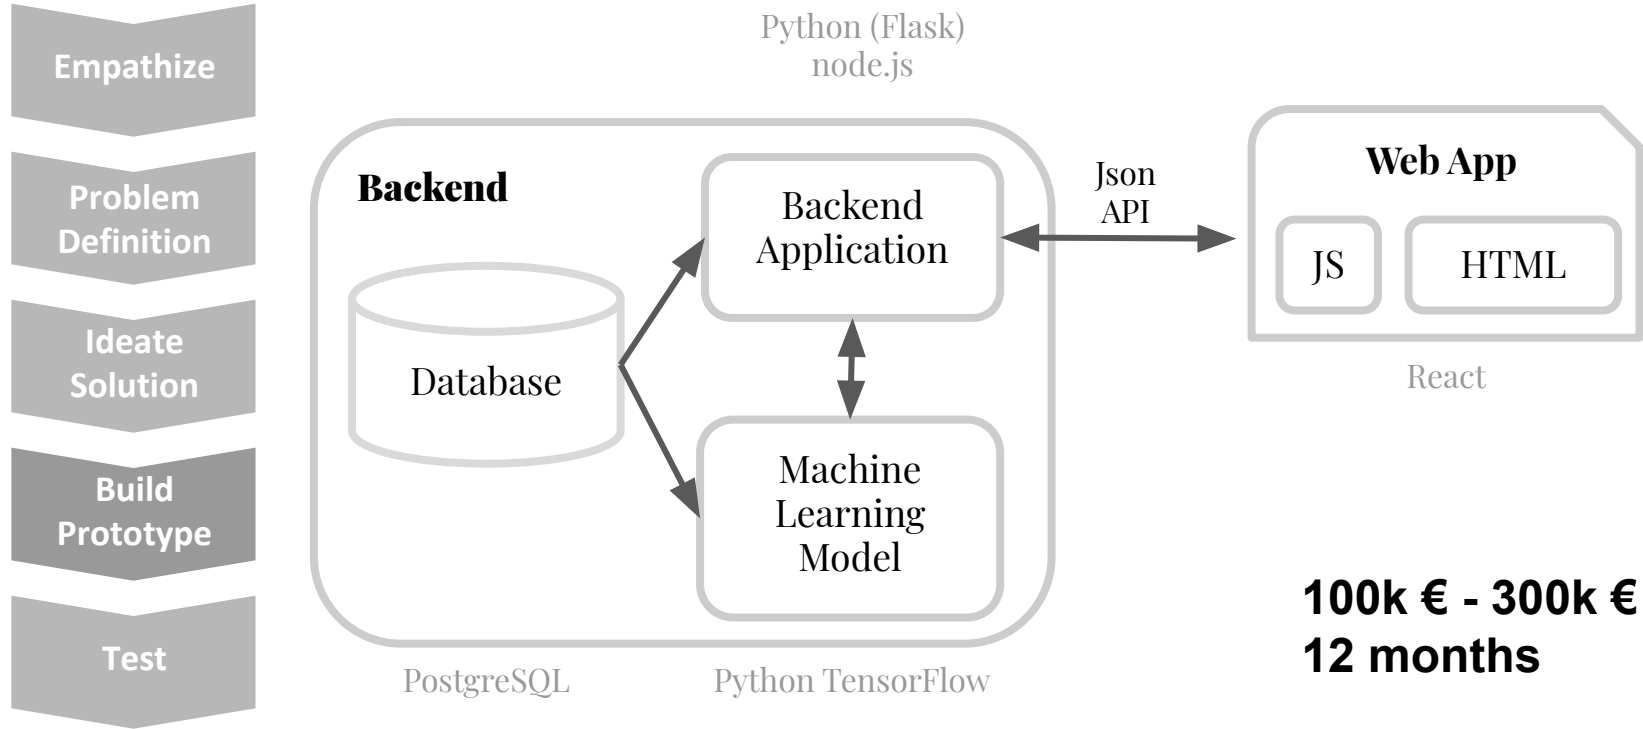 Empathize
Problem
Definition
Ideate
Solution
Build
Prototype
Test
Python (Flask)
node.js
Backend
Backend
Application
Database
Machine
Learning
Model
PostgreSQL
Python TensorFlow
Json
API
Web App
JS
HTML
React
100k € - 300k €
12 months